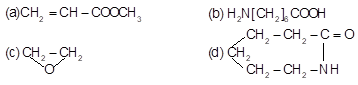 (a)CH₂ =CH – COOCH₃ (b) H₂N[CH₂]₆COOH
(c) CH₂ – CH₂
O
(d) CH₂
CH₂ – CH₂ – C = O
CH₂ – CH₂ – NH